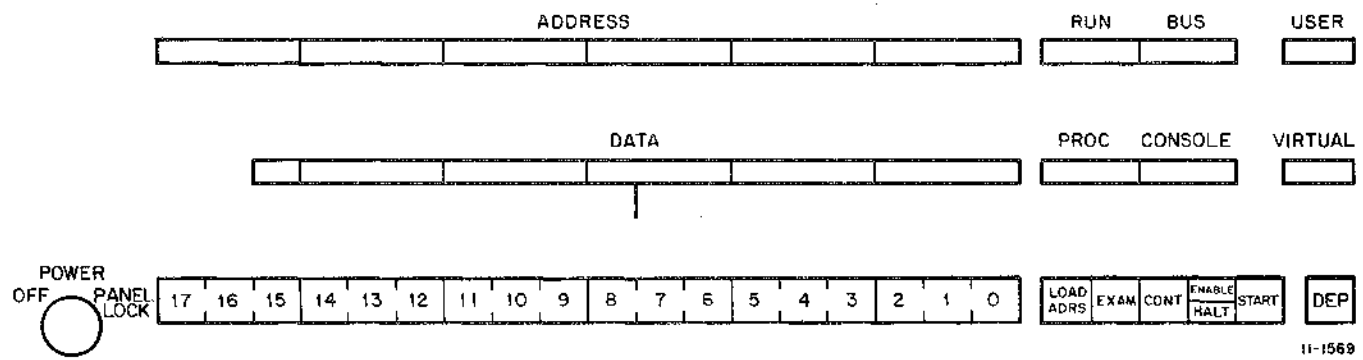 ADDRESS RUN BUS USER
DATA PROC CONSOLE VIRTUAL
POWER
OFF PANEL LOCK
17 16 15 14 13 12 11 10 9 8 7 6 5 4 3 2 1 0
LOAD ADRS EXAM CONT ENABLE HALT START DEP
11-1569